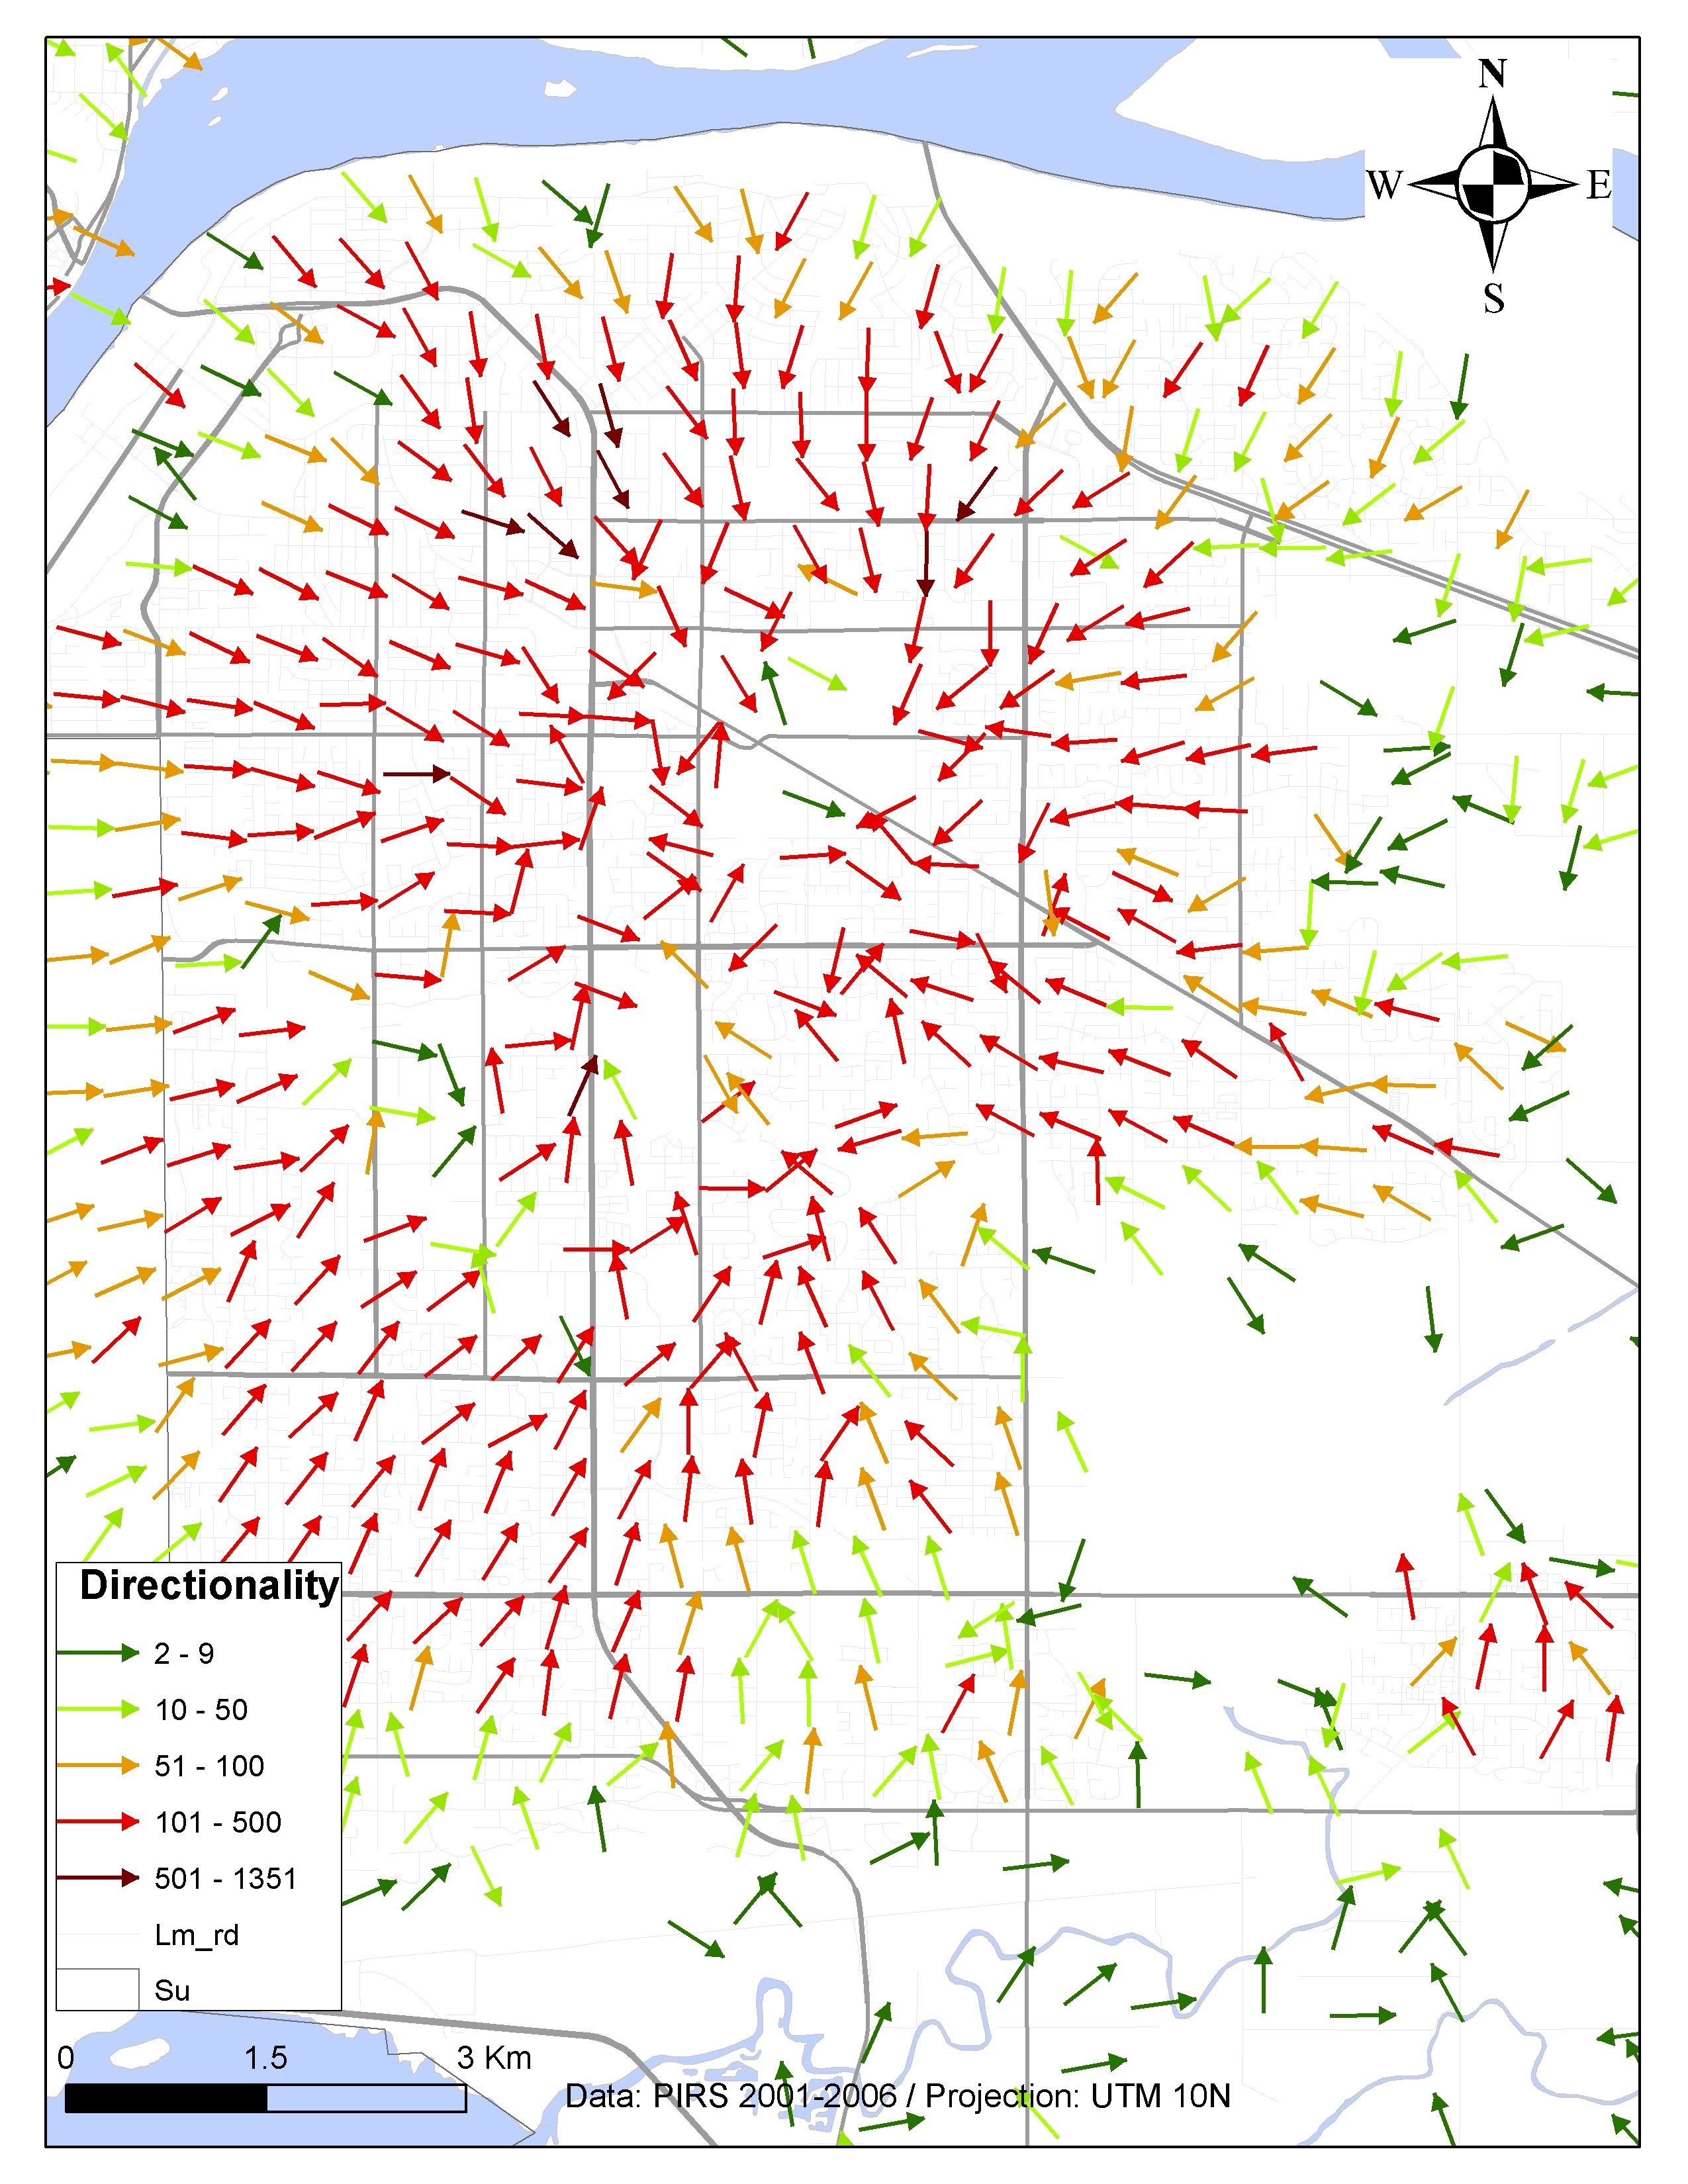 N
W E
S
Directionality
2 - 9
10 - 50
51 - 100
101 - 500
501 - 1351
Lm_rd
Su
0 1.5 3 Km
Data: PIRS 2001-2006 / Projection: UTM 10N